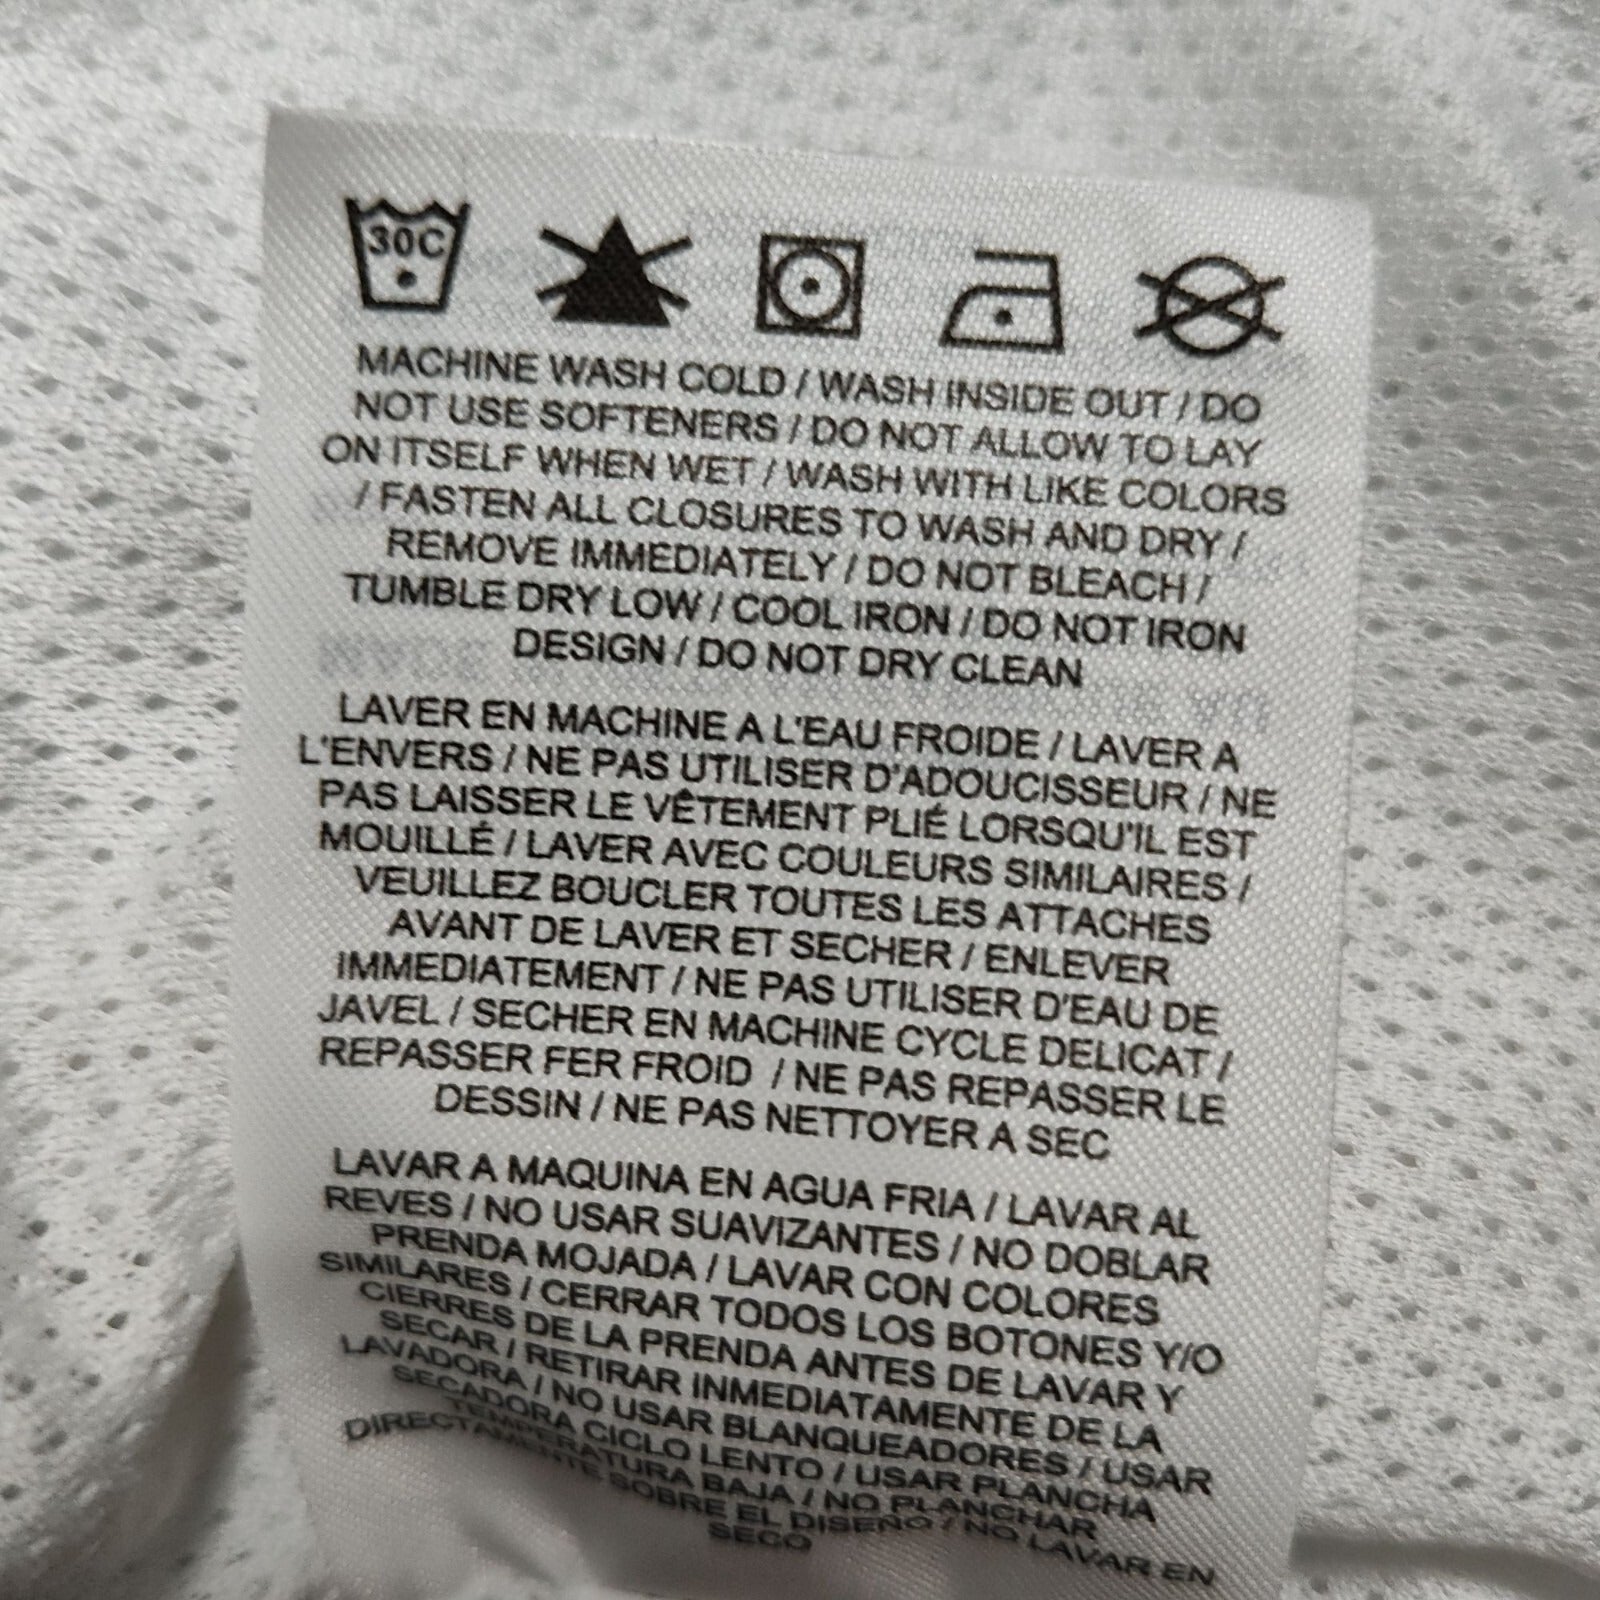 30C
MACHINE WASH COLD / WASH INSIDE OUT / DO
NOT USE SOFTENERS / DO NOT ALLOW TO LAY
ON ITSELF WHEN WET / WASH WITH LIKE COLORS
/ FASTEN ALL CLOSURES TO WASH AND DRY /
REMOVE IMMEDIATELY / DO NOT BLEACH /
TUMBLE DRY LOW / COOL IRON / DO NOT IRON
DESIGN / DO NOT DRY CLEAN
LAVER EN MACHINE A L'EAU FROIDE / LAVER A
L'ENVERS / NE PAS UTILISER D'ADOUCISSEUR / NE
PAS LAISSER LE VÊTEMENT PLIÉ LORSQU'IL EST
MOUILLÉ / LAVER AVEC COULEURS SIMILAIRES /
VEUILLEZ BOUCLER TOUTES LES ATTACHES
AVANT DE LAVER ET SECHER / ENLEVER
IMMEDIATEMENT / NE PAS UTILISER D'EAU DE
JAVEL / SECHER EN MACHINE CYCLE DELICAT /
REPASSER FER FROID / NE PAS REPASSER LE
DESSIN / NE PAS NETTOYER A SEC
LAVAR A MAQUINA EN AGUA FRIA / LAVAR AL
REVES / NO USAR SUAVIZANTES / NO DOBLAR
PRENDA MOJADA / LAVAR CON COLORES
SIMILARES / CERRAR TODOS LOS BOTONES Y/O
CIERRES DE LA PRENDA ANTES DE LAVAR Y
SECAR / RETIRAR INMEDIATAMENTE DE LA
LAVADORA / NO USAR BLANQUEADORES / USAR
SECADORA CICLO LENTO / USAR PLANCHA
TEMPERATURA BAJA / NO PLANCHAR
DIRECTAMENTE SOBRE EL DISEÑO / NO LAVAR EN
SECO